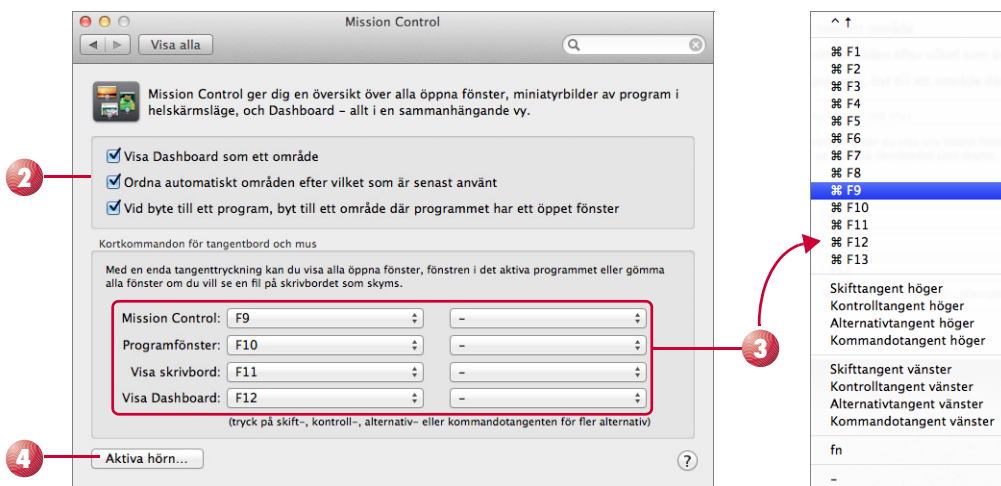 Mission Control
Visa alla
Mission Control ger dig en översikt över alla öppna fönster, miniatyrbilder av program i
helskärmsläge, och Dashboard – allt i en sammanhängande vy.
2
Visa Dashboard som ett område
Ordna automatiskt områden efter vilket som är senast använt
Vid byte till ett program, byt till ett område där programmet har ett öppet fönster
Kortkommandon för tangentbord och mus
Med en enda tangenttryckning kan du visa alla öppna fönster, fönstren i det aktiva programmet eller gömma
alla fönster om du vill se en fil på skrivbordet som skyms.
Mission Control: F9 –
Programfönster: F10 –
Visa skrivbord: F11 –
Visa Dashboard: F12 –
(tryck på skift-, kontroll-, alternativ- eller kommandotangenten för fler alternativ)
3
4
Aktiva hörn...
?
^ ↑
⌘ F1
⌘ F2
⌘ F3
⌘ F4
⌘ F5
⌘ F6
⌘ F7
⌘ F8
⌘ F9
⌘ F10
⌘ F11
⌘ F12
⌘ F13
Skifttangent höger
Kontrolltangent höger
Alternativtangent höger
Kommandotangent höger
Skifttangent vänster
Kontrolltangent vänster
Alternativtangent vänster
Kommandotangent vänster
fn
–